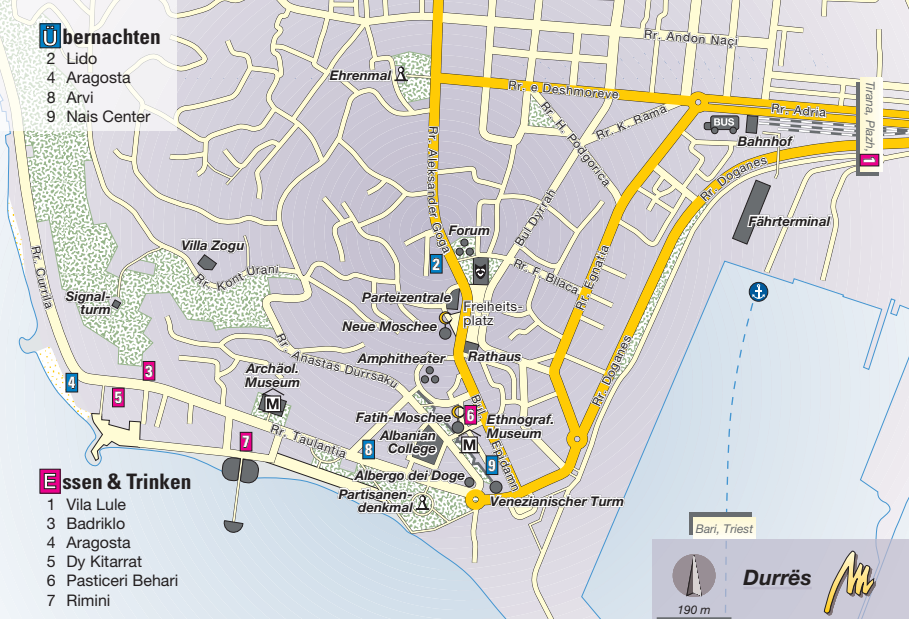 Übernachten
2 Lido
4 Aragosta
8 Arvi
9 Nais Center
Rr. Andon Naçi
Ehrenmal
Rr. e Deshmoreve
Rr. H. Podgorica
Rr. K. Rama
Rr. Adria
BUS
Bahnhof
Tirana, Plazh,
1
Rr. Doganes
Fährterminal
Rr. Aleksander Goga
Forum
Bul Dyrrah
2
Rr. F. Bliaca
Rr. Egnatia
Villa Zogu
Rr. Kont Urani
Rr. Currila
Signal-
turm
Parteizentrale
Freiheits-
platz
Neue Moschee
Rathaus
Rr. Anastas Durrsaku
Amphitheater
Rr. Doganes
3
4
5
Archäol.
Museum
M
Fatih-Moschee
6
Ethnograf.
Museum
M
Albanian
College
Rr. Taulantia
7
8
9
Albergo dei Doge
Partisanen-
denkmal
Venezianischer Turm
Essen & Trinken
1 Vila Lule
3 Badriklo
4 Aragosta
5 Dy Kitarrat
6 Pasticeri Behari
7 Rimini
Bari, Triest
Durrës
190 m